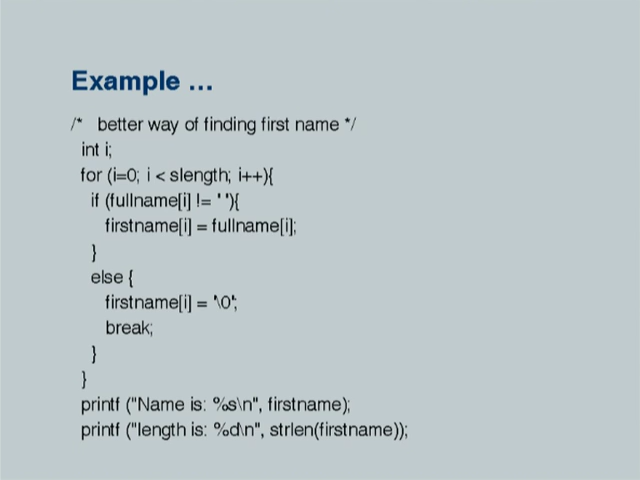 Example ...
/* better way of finding first name */
int i;
for (i=0; i < slength; i++){
if (fullname[i] != ' '){
firstname[i] = fullname[i];
}
else {
firstname[i] = '\0';
break;
}
}
printf ("Name is: %s\n", firstname);
printf ("length is: %d\n", strlen(firstname));